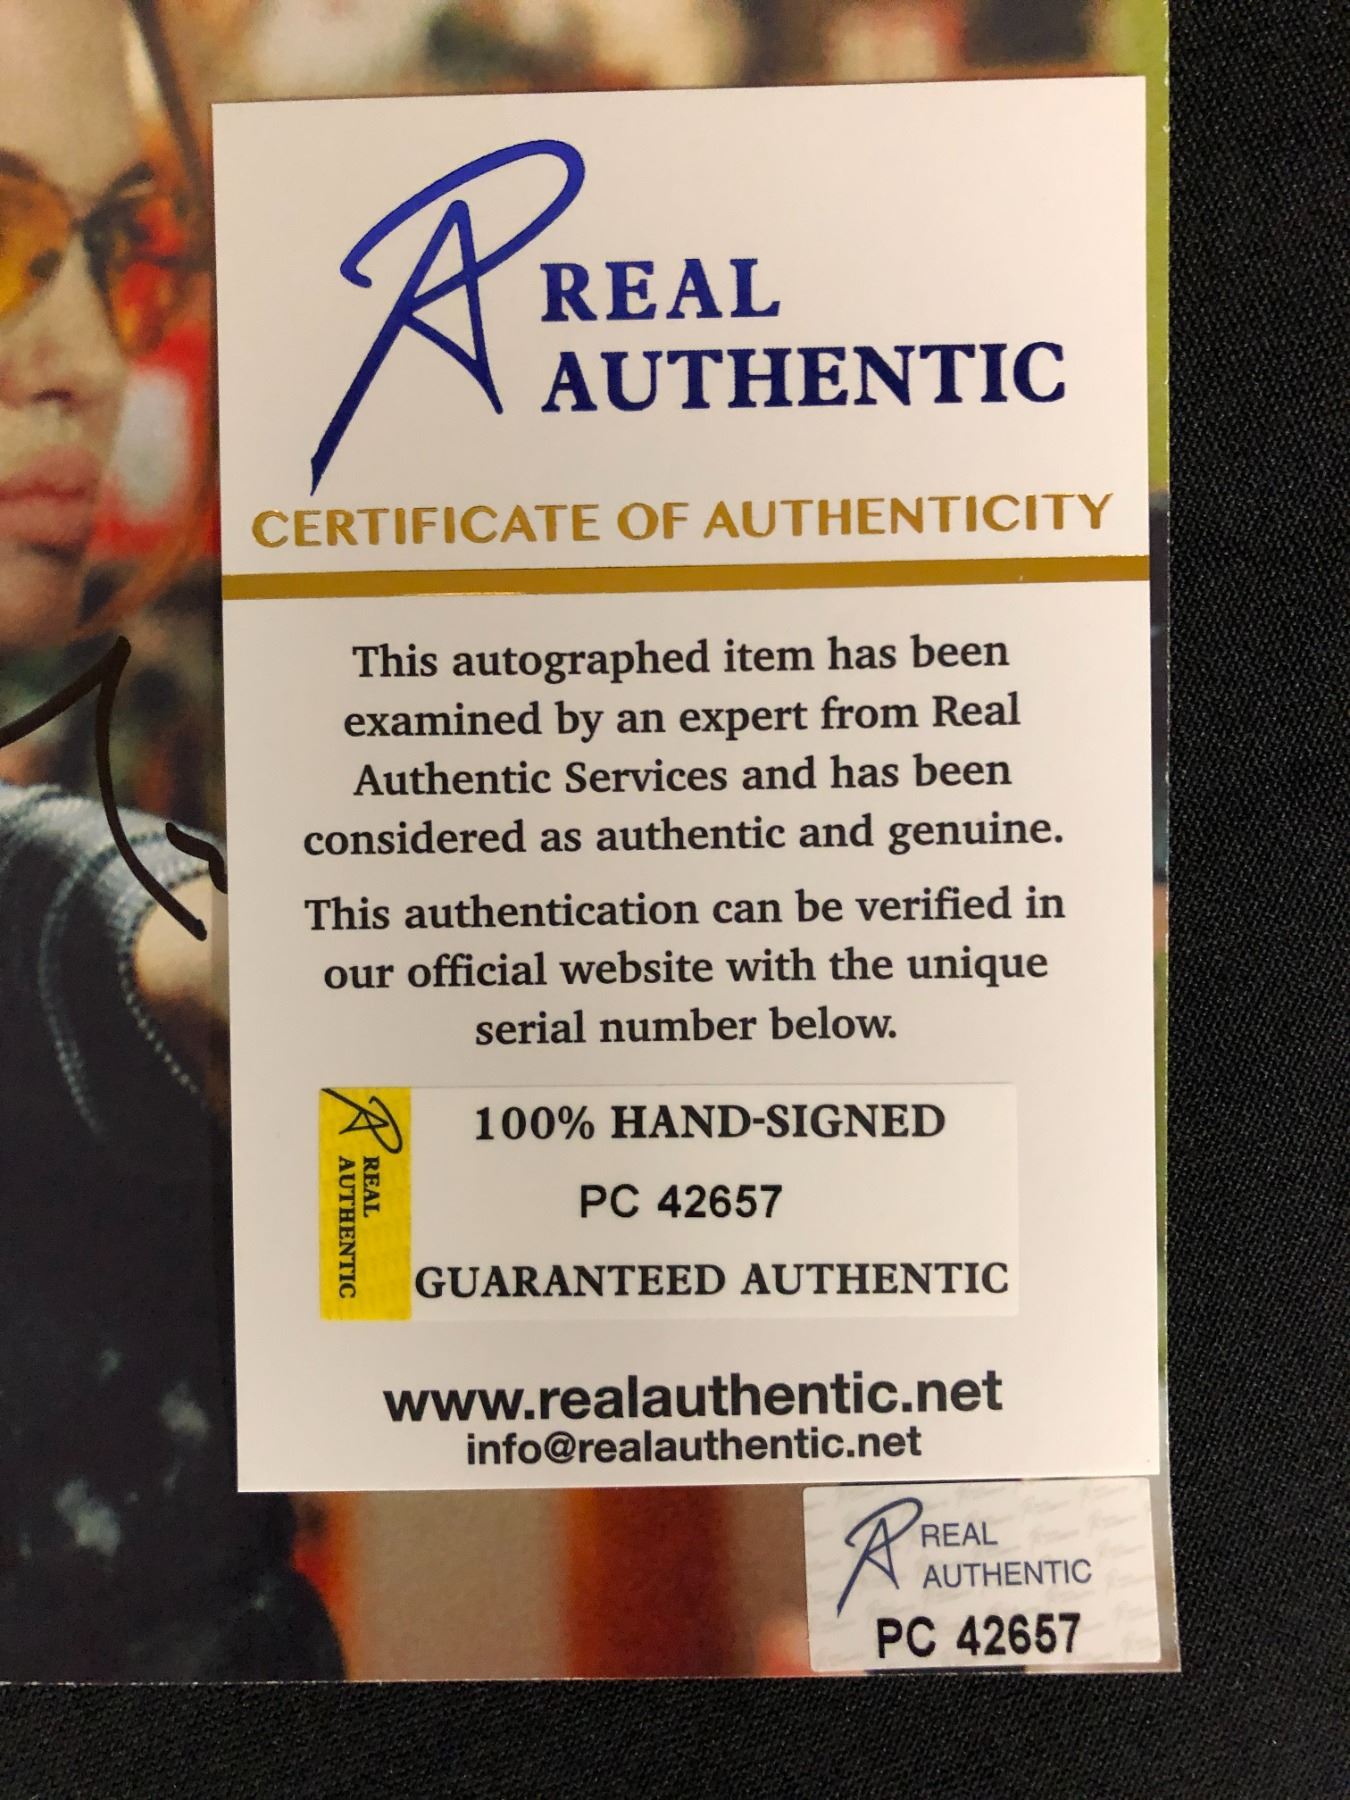 REAL
AUTHENTIC
CERTIFICATE OF AUTHENTICITY
This autographed item has been
examined by an expert from Real
Authentic Services and has been
considered as authentic and genuine.
This authentication can be verified in
our official website with the unique
serial number below.
REAL
AUTHENTIC
100% HAND-SIGNED
PC 42657
GUARANTEED AUTHENTIC
www.realauthentic.net
info@realauthentic.net
REAL
AUTHENTIC
PC 42657